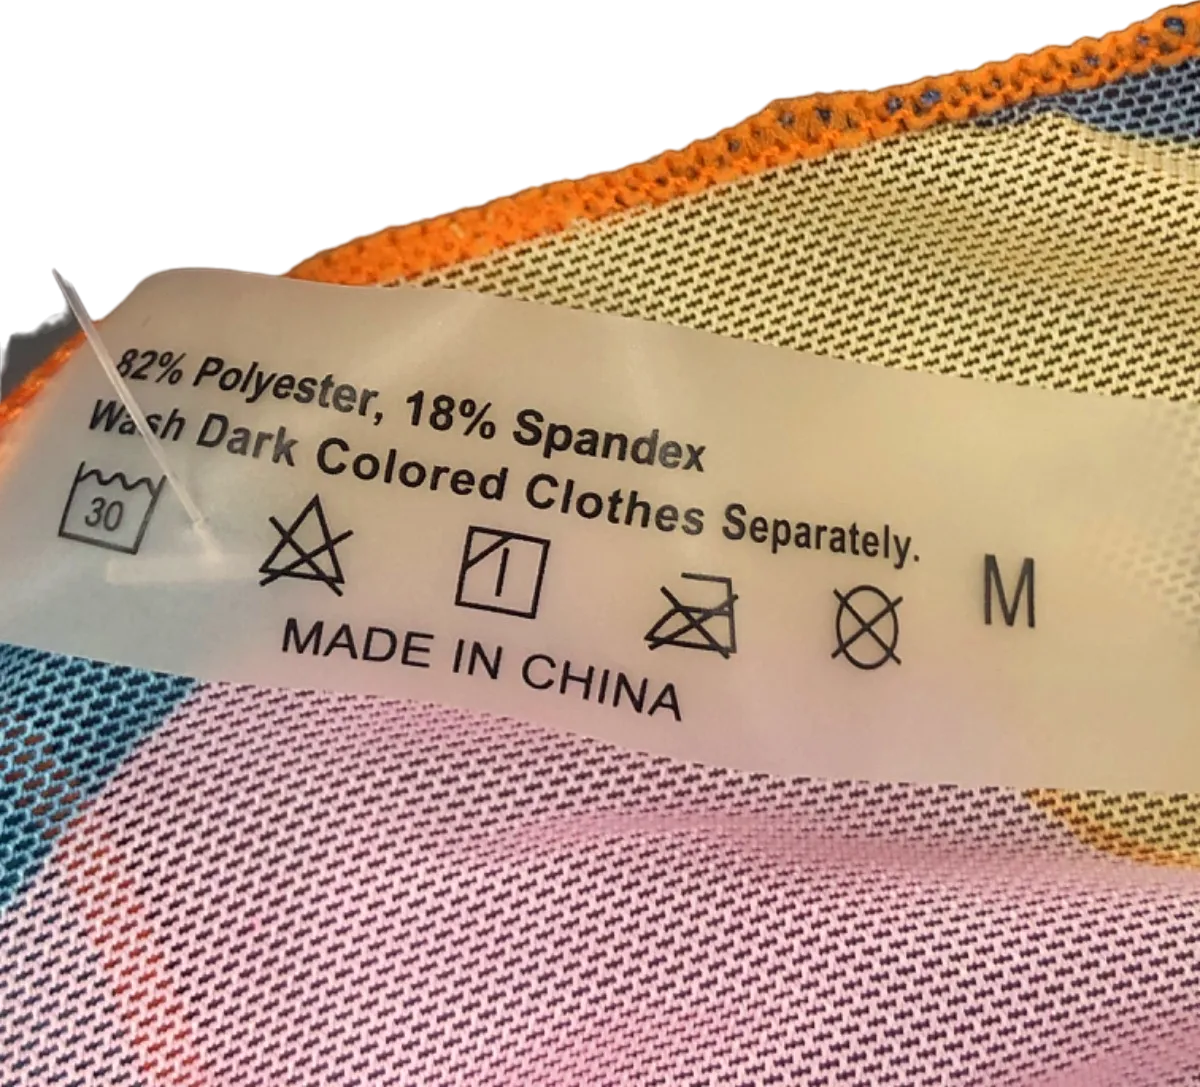 82% Polyester, 18% Spandex
Wash Dark Colored Clothes Separately.
30
M
MADE IN CHINA